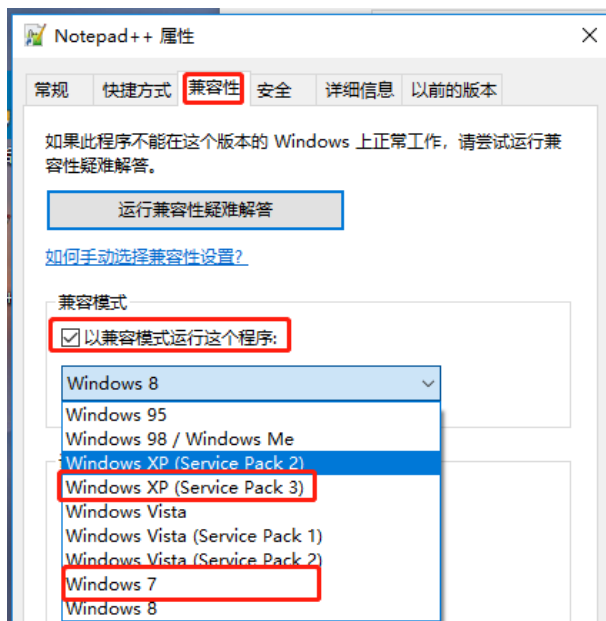 Notepad++ 属性
常规 快捷方式 兼容性 安全 详细信息 以前的版本
如果此程序不能在这个版本的 Windows 上正常工作，请尝试运行兼
容性疑难解答。
运行兼容性疑难解答
如何手动选择兼容性设置?
兼容模式
以兼容模式运行这个程序:
Windows 8
Windows 95
Windows 98 / Windows Me
Windows XP (Service Pack 2)
Windows XP (Service Pack 3)
Windows Vista
Windows Vista (Service Pack 1)
Windows Vista (Service Pack 2)
Windows 7
Windows 8